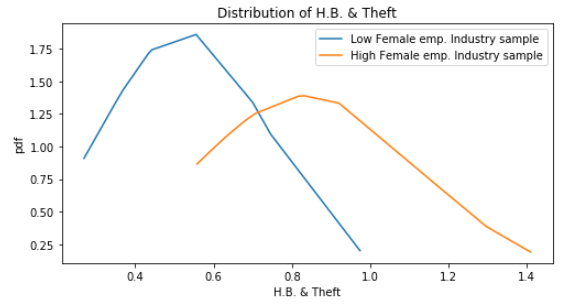 Distribution of H.B. & Theft
Low Female emp. Industry sample
High Female emp. Industry sample
pdf
1.75
1.50
1.25
1.00
0.75
0.50
0.25
0.4
0.6
0.8
1.0
1.2
1.4
H.B. & Theft